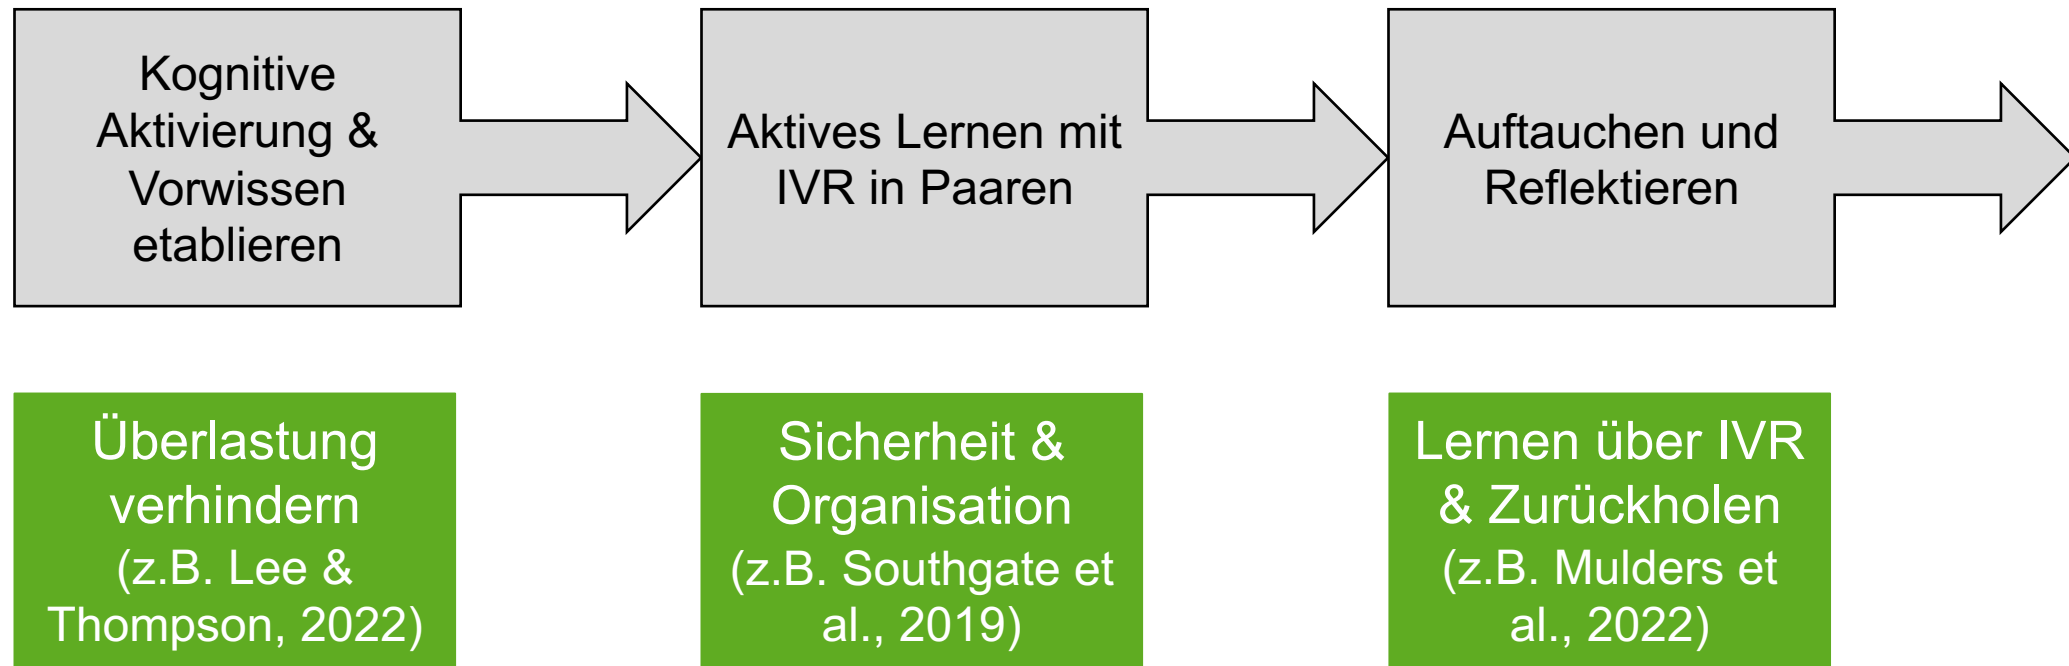 Kognitive
Aktivierung &
Vorwissen
etablieren
Aktives Lernen mit
IVR in Paaren
Auftauchen und
Reflektieren
Überlastung
verhindern
(z.B. Lee &
Thompson, 2022)
Sicherheit &
Organisation
(z.B. Southgate et
al., 2019)
Lernen über IVR
& Zurückholen
(z.B. Mulders et
al., 2022)